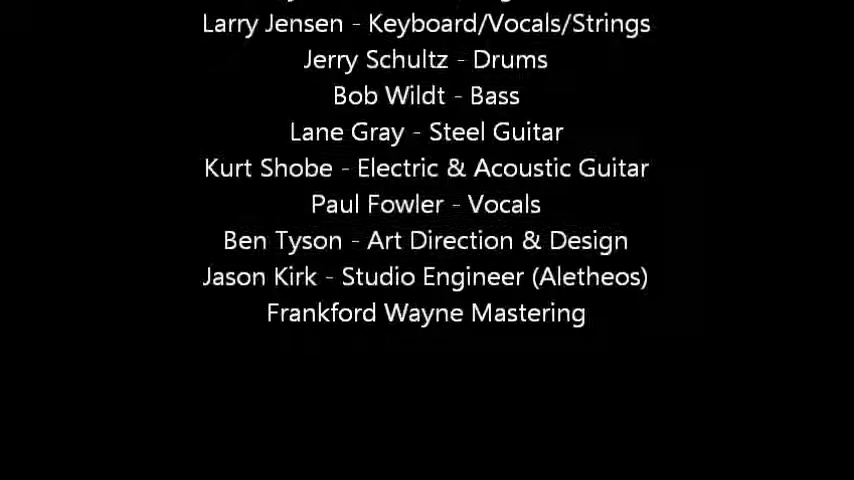 Larry Jensen - Keyboard/Vocals/Strings
Jerry Schultz - Drums
Bob Wildt - Bass
Lane Gray - Steel Guitar
Kurt Shobe - Electric & Acoustic Guitar
Paul Fowler - Vocals
Ben Tyson - Art Direction & Design
Jason Kirk - Studio Engineer (Aletheos)
Frankford Wayne Mastering